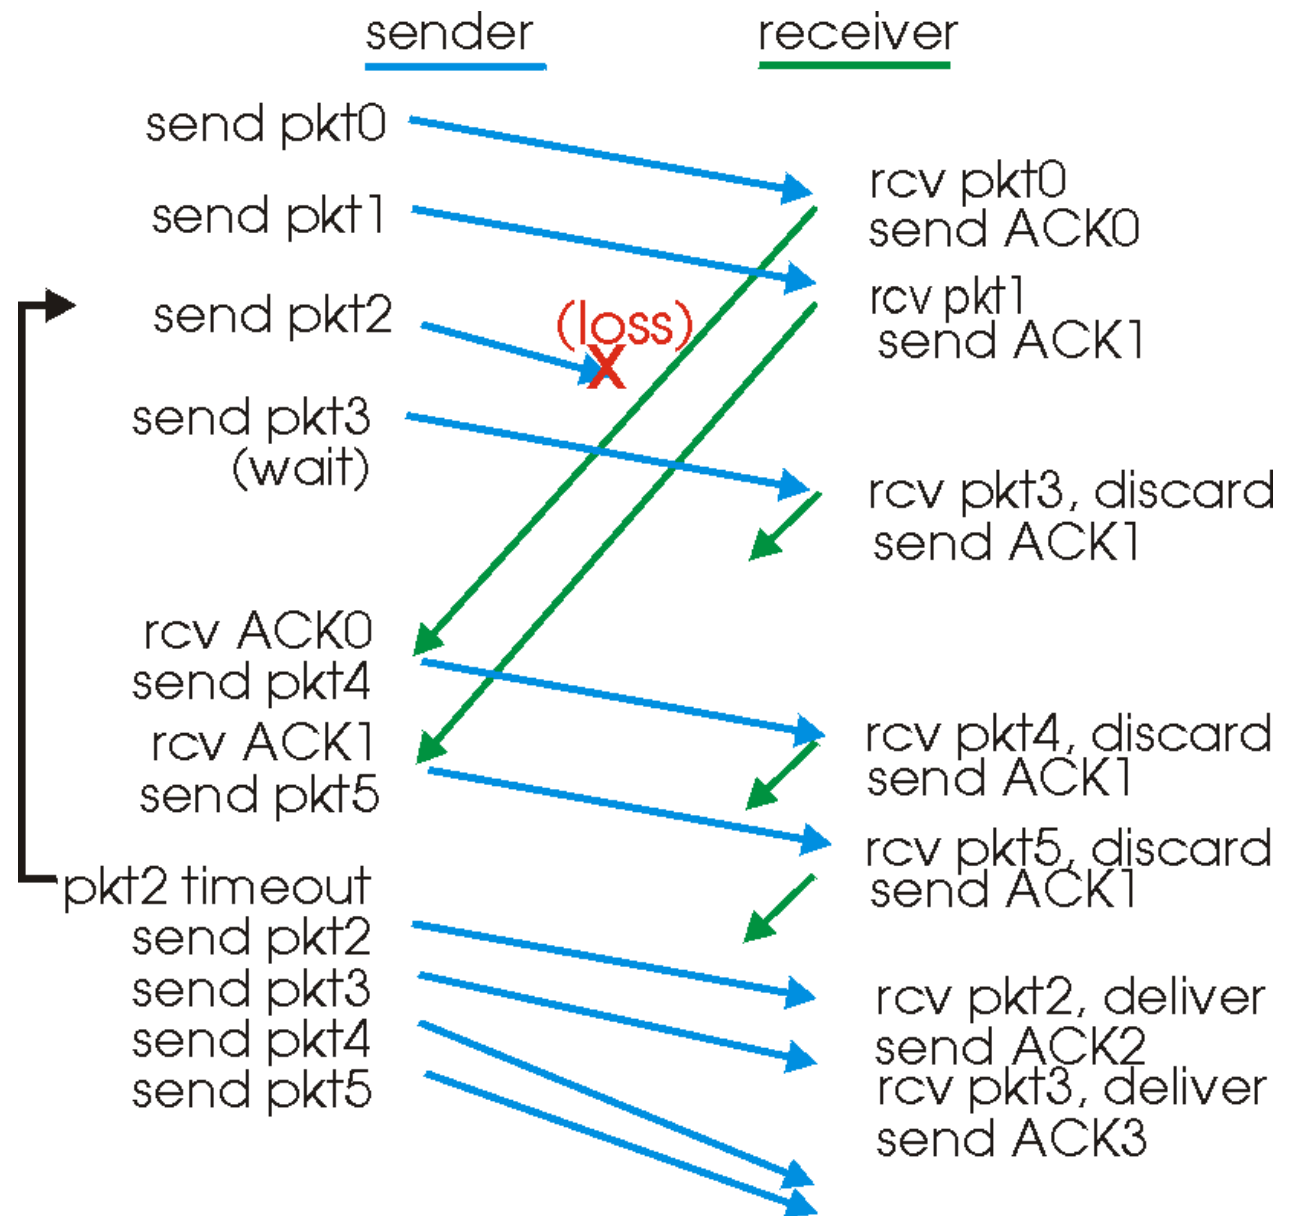 sender
receiver
send pkt0
send pkt1
send pkt2
(loss)
X
send pkt3
(wait)
rcv ACK0
send pkt4
rcv ACK1
send pkt5
pkt2 timeout
send pkt2
send pkt3
send pkt4
send pkt5
rcv pkt0
send ACK0
rcv pkt1
send ACK1
rcv pkt3, discard
send ACK1
rcv pkt4, discard
send ACK1
rcv pkt5, discard
send ACK1
rcv pkt2, deliver
send ACK2
rcv pkt3, deliver
send ACK3